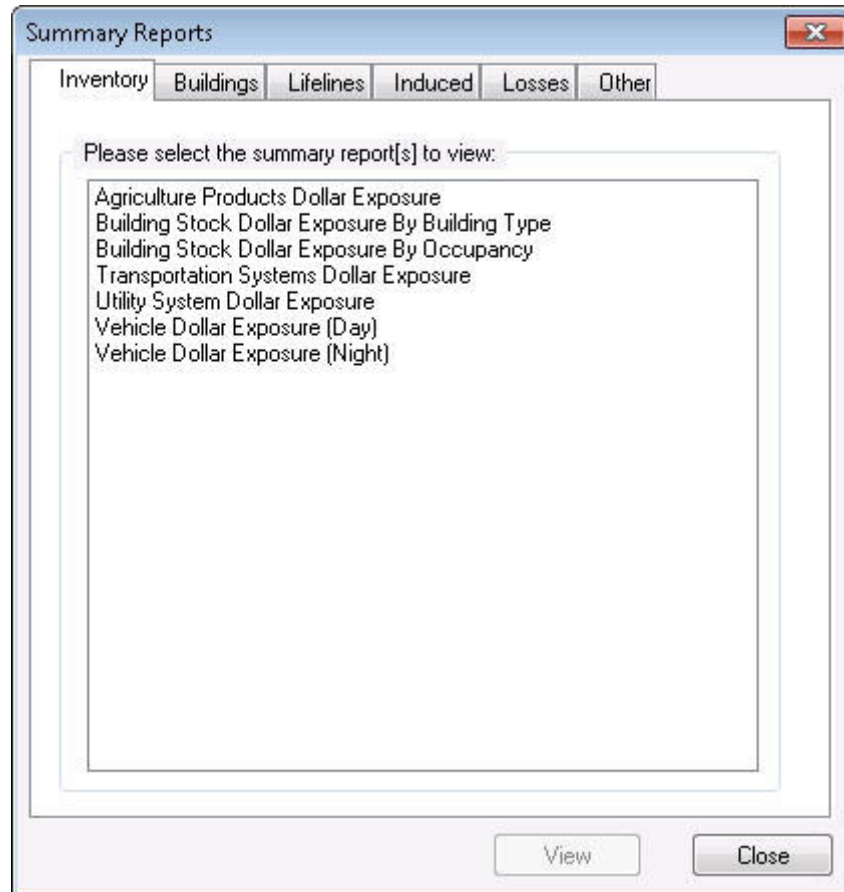 Summary Reports
Inventory Buildings Lifelines Induced Losses Other
Please select the summary report[s] to view:
Agriculture Products Dollar Exposure
Building Stock Dollar Exposure By Building Type
Building Stock Dollar Exposure By Occupancy
Transportation Systems Dollar Exposure
Utility System Dollar Exposure
Vehicle Dollar Exposure (Day)
Vehicle Dollar Exposure (Night)
View Close